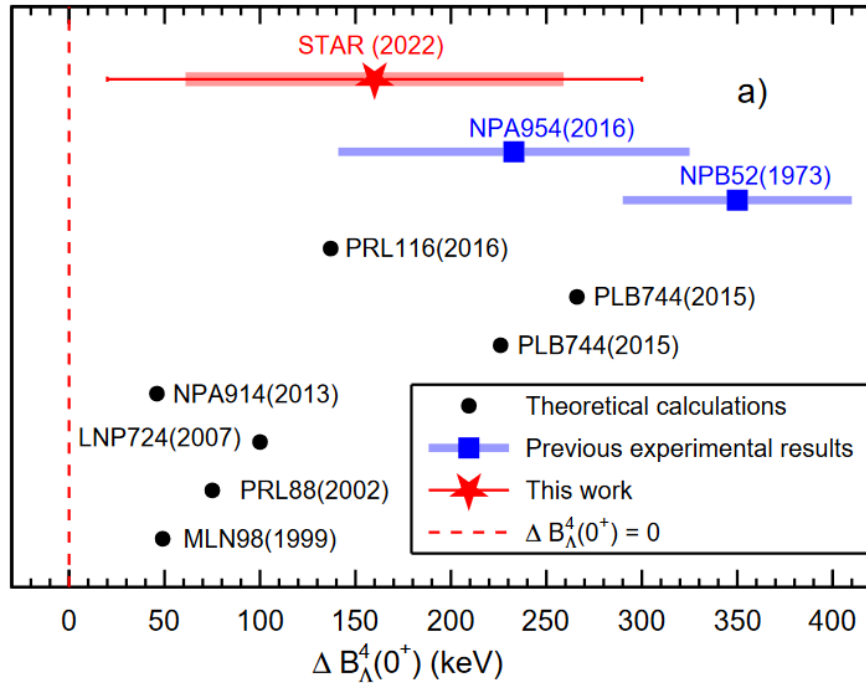 STAR (2022)
a)
NPA954(2016)
NPB52(1973)
PRL116(2016)
PLB744(2015)
PLB744(2015)
NPA914(2013)
LNP724(2007)
PRL88(2002)
MLN98(1999)
Theoretical calculations
Previous experimental results
This work
Δ B⁴_Λ(0⁺) = 0
0 50 100 150 200 250 300 350 400
Δ B⁴_Λ(0⁺) (keV)